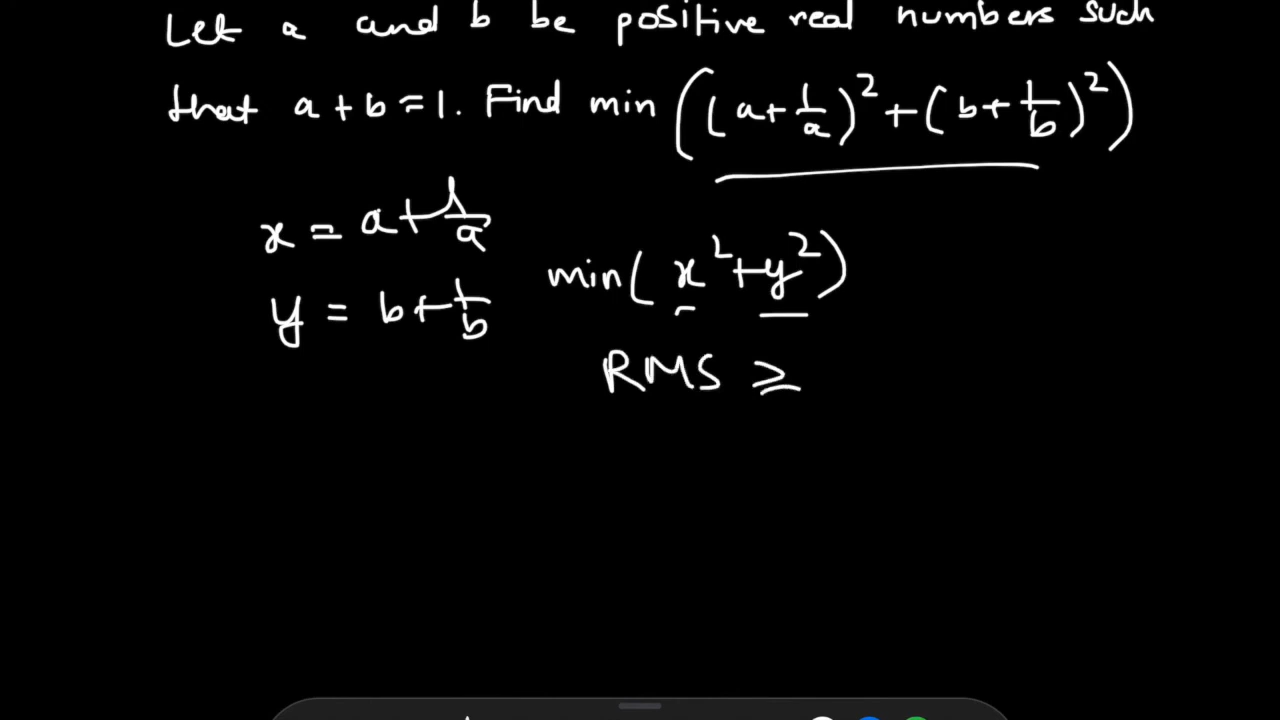 Let a and b be positive real numbers such
that a + b = 1. Find min ((a + 1/a)^2 + (b + 1/b)^2)
x = a + 1/a
min(x^2 + y^2)
y = b + 1/b
RMS ≥